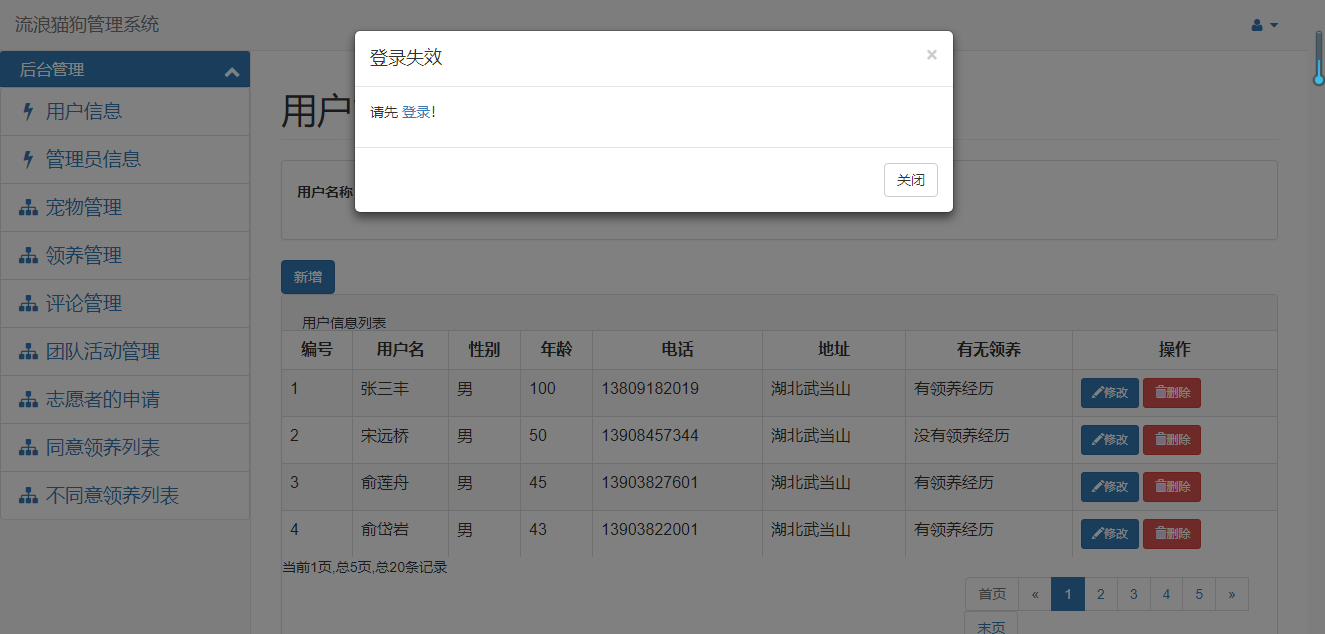 流浪猫狗管理系统
登录失效
×
请先 登录!
关闭
后台管理
用户信息
管理员信息
宠物管理
领养管理
评论管理
团队活动管理
志愿者的申请
同意领养列表
不同意领养列表
用户
用户名称
新增
用户信息列表
编号 用户名 性别 年龄 电话 地址 有无领养 操作
1 张三丰 男 100 13809182019 湖北武当山 有领养经历 修改 删除
2 宋远桥 男 50 13908457344 湖北武当山 没有领养经历 修改 删除
3 俞莲舟 男 45 13903827601 湖北武当山 有领养经历 修改 删除
4 俞岱岩 男 43 13903822001 湖北武当山 有领养经历 修改 删除
当前1页,总5页,总20条记录
首页 « 1 2 3 4 5 »
末页